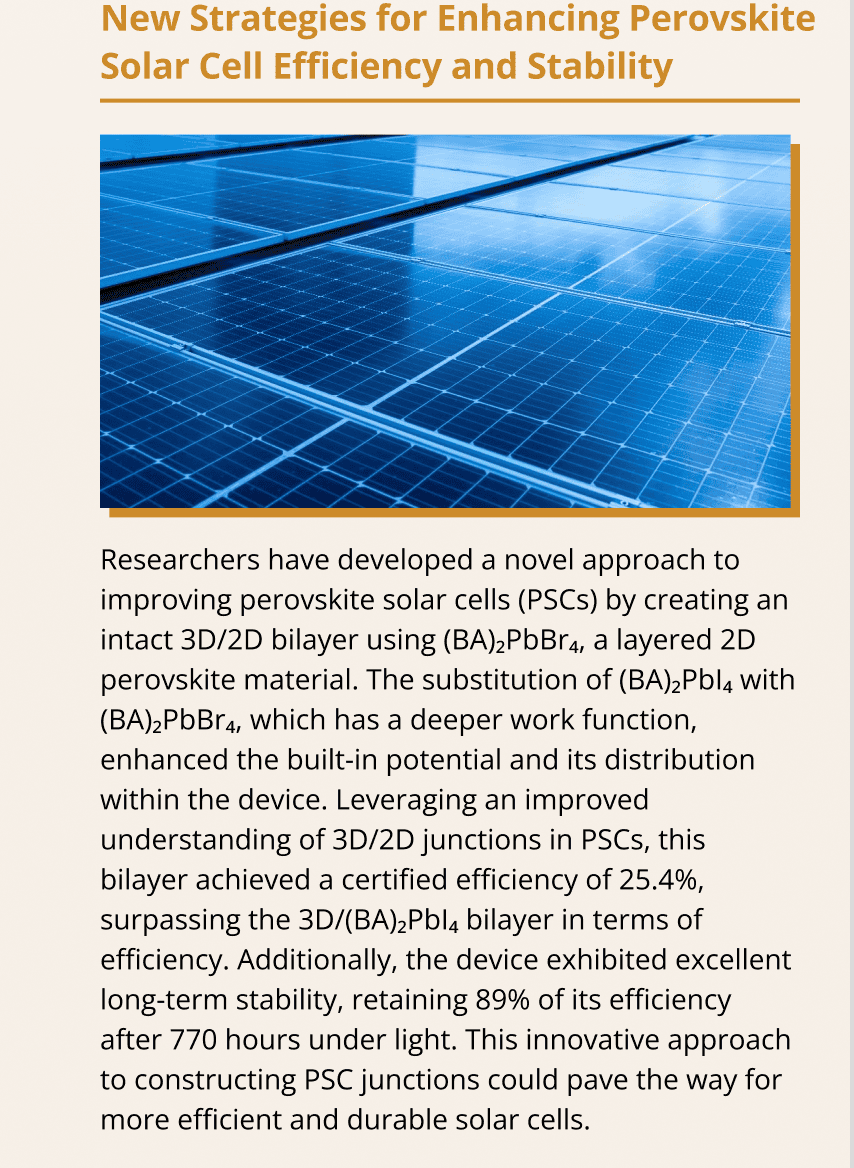 New Strategies for Enhancing Perovskite
Solar Cell Efficiency and Stability
Researchers have developed a novel approach to
improving perovskite solar cells (PSCs) by creating an
intact 3D/2D bilayer using (BA)₂PbBr₄, a layered 2D
perovskite material. The substitution of (BA)₂PbI₄ with
(BA)₂PbBr₄, which has a deeper work function,
enhanced the built-in potential and its distribution
within the device. Leveraging an improved
understanding of 3D/2D junctions in PSCs, this
bilayer achieved a certified efficiency of 25.4%,
surpassing the 3D/(BA)₂PbI₄ bilayer in terms of
efficiency. Additionally, the device exhibited excellent
long-term stability, retaining 89% of its efficiency
after 770 hours under light. This innovative approach
to constructing PSC junctions could pave the way for
more efficient and durable solar cells.